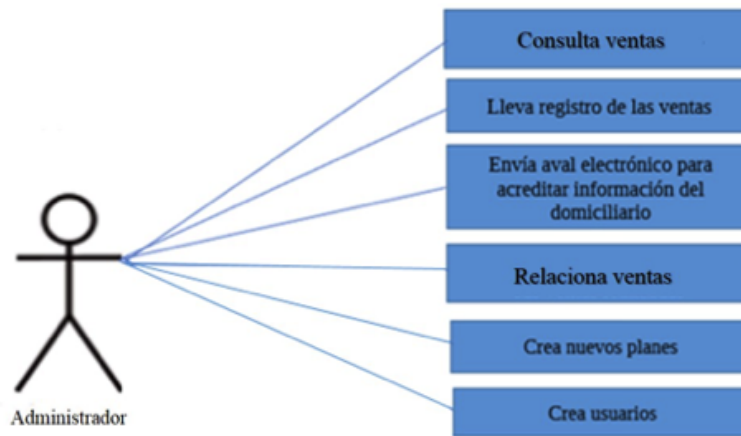 Consulta ventas
Lleva registro de las ventas
Envía aval electrónico para
acreditar información del
domiciliario
Relaciona ventas
Crea nuevos planes
Crea usuarios
Administrador